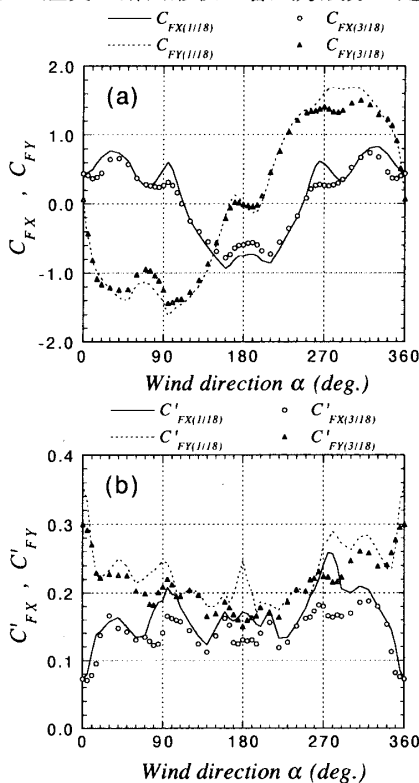 C_FX(1/18) C_FX(3/18)
C_FY(1/18) C_FY(3/18)
(a)
C_FX , C_FY
2.0
1.0
0.0
-1.0
-2.0
0 90 180 270 360
Wind direction α (deg.)
C'_FX(1/18) C'_FX(3/18)
C'_FY(1/18) C'_FY(3/18)
(b)
C'_FX , C'_FY
0.4
0.3
0.2
0.1
0.0
0 90 180 270 360
Wind direction α (deg.)